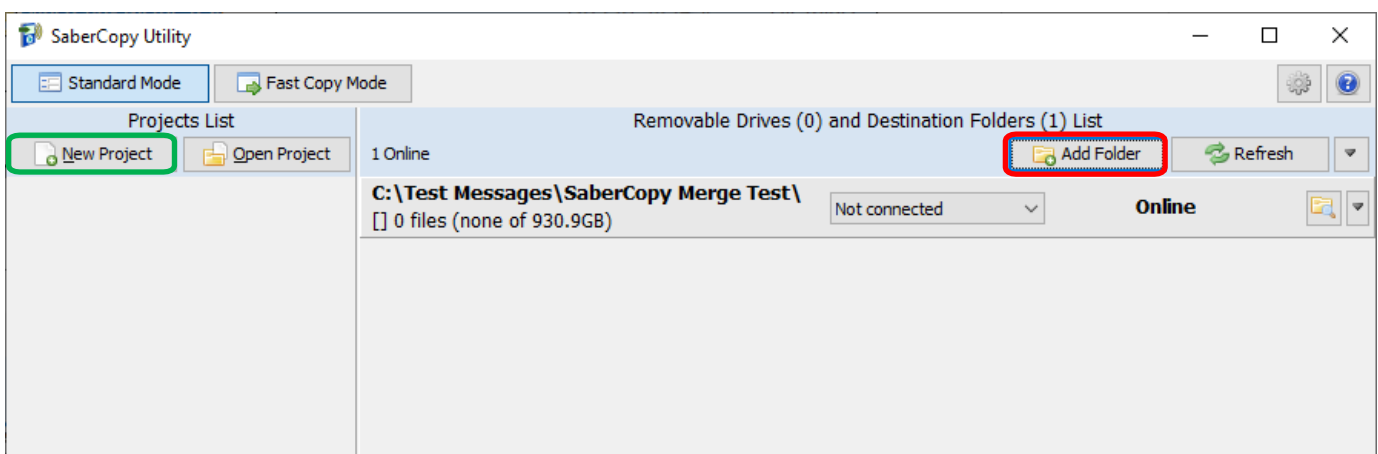 SaberCopy Utility
Standard Mode Fast Copy Mode
Projects List
Removable Drives (0) and Destination Folders (1) List
New Project Open Project
1 Online Add Folder Refresh
C:\Test Messages\SaberCopy Merge Test\
[] 0 files (none of 930.9GB)
Not connected
Online